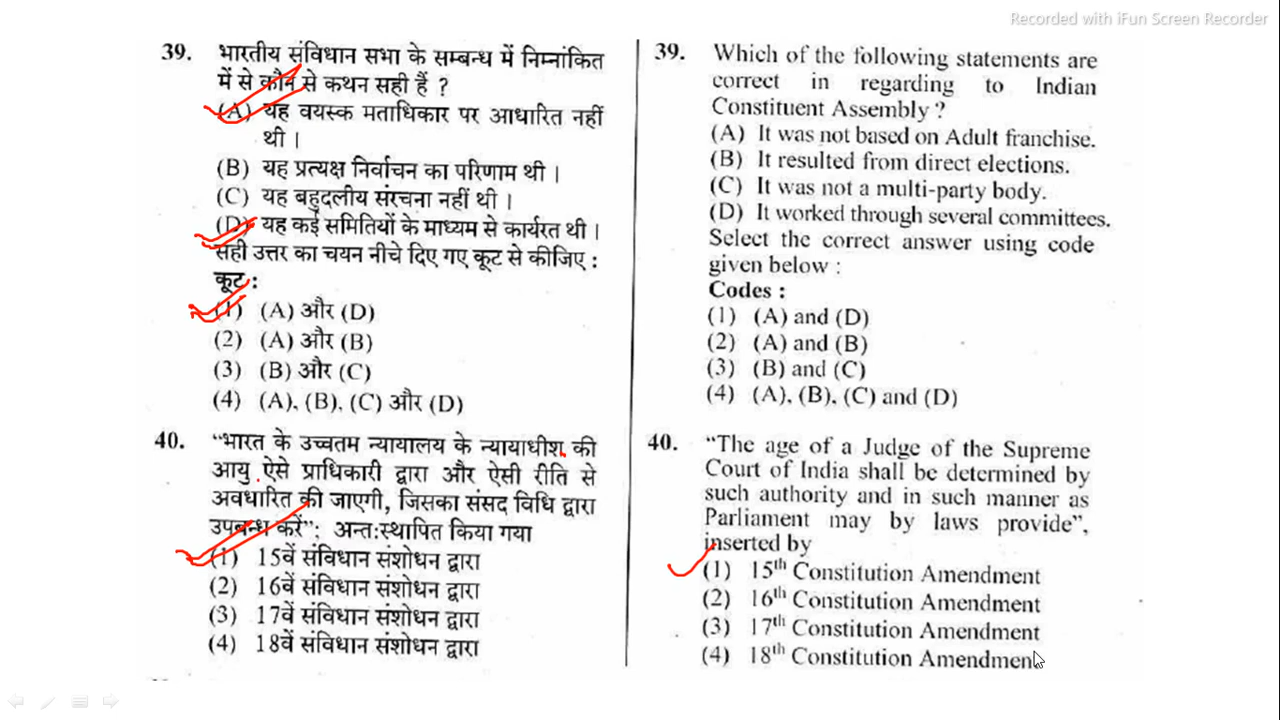 Recorded with iFun Screen Recorder
39. भारतीय संविधान सभा के सम्बन्ध में निम्नांकित
में से कौन से कथन सही हैं ?
(A) यह वयस्क मताधिकार पर आधारित नहीं
थी ।
(B) यह प्रत्यक्ष निर्वाचन का परिणाम थी ।
(C) यह बहुदलीय संरचना नहीं थी ।
(D) यह कई समितियों के माध्यम से कार्यरत थी ।
सही उत्तर का चयन नीचे दिए गए कूट से कीजिए :
कूट :
(1) (A) और (D)
(2) (A) और (B)
(3) (B) और (C)
(4) (A), (B), (C) और (D)
40. “भारत के उच्चतम न्यायालय के न्यायाधीश की
आयु ऐसे प्राधिकारी द्वारा और ऐसी रीति से
अवधारित की जाएगी, जिसका संसद विधि द्वारा
उपबन्ध करें”: अन्त:स्थापित किया गया
(1) 15वें संविधान संशोधन द्वारा
(2) 16वें संविधान संशोधन द्वारा
(3) 17वें संविधान संशोधन द्वारा
(4) 18वें संविधान संशोधन द्वारा
39. Which of the following statements are
correct in regarding to Indian
Constituent Assembly ?
(A) It was not based on Adult franchise.
(B) It resulted from direct elections.
(C) It was not a multi-party body.
(D) It worked through several committees.
Select the correct answer using code
given below :
Codes :
(1) (A) and (D)
(2) (A) and (B)
(3) (B) and (C)
(4) (A), (B), (C) and (D)
40. “The age of a Judge of the Supreme
Court of India shall be determined by
such authority and in such manner as
Parliament may by laws provide”,
inserted by
(1) 15th Constitution Amendment
(2) 16th Constitution Amendment
(3) 17th Constitution Amendment
(4) 18th Constitution Amendment